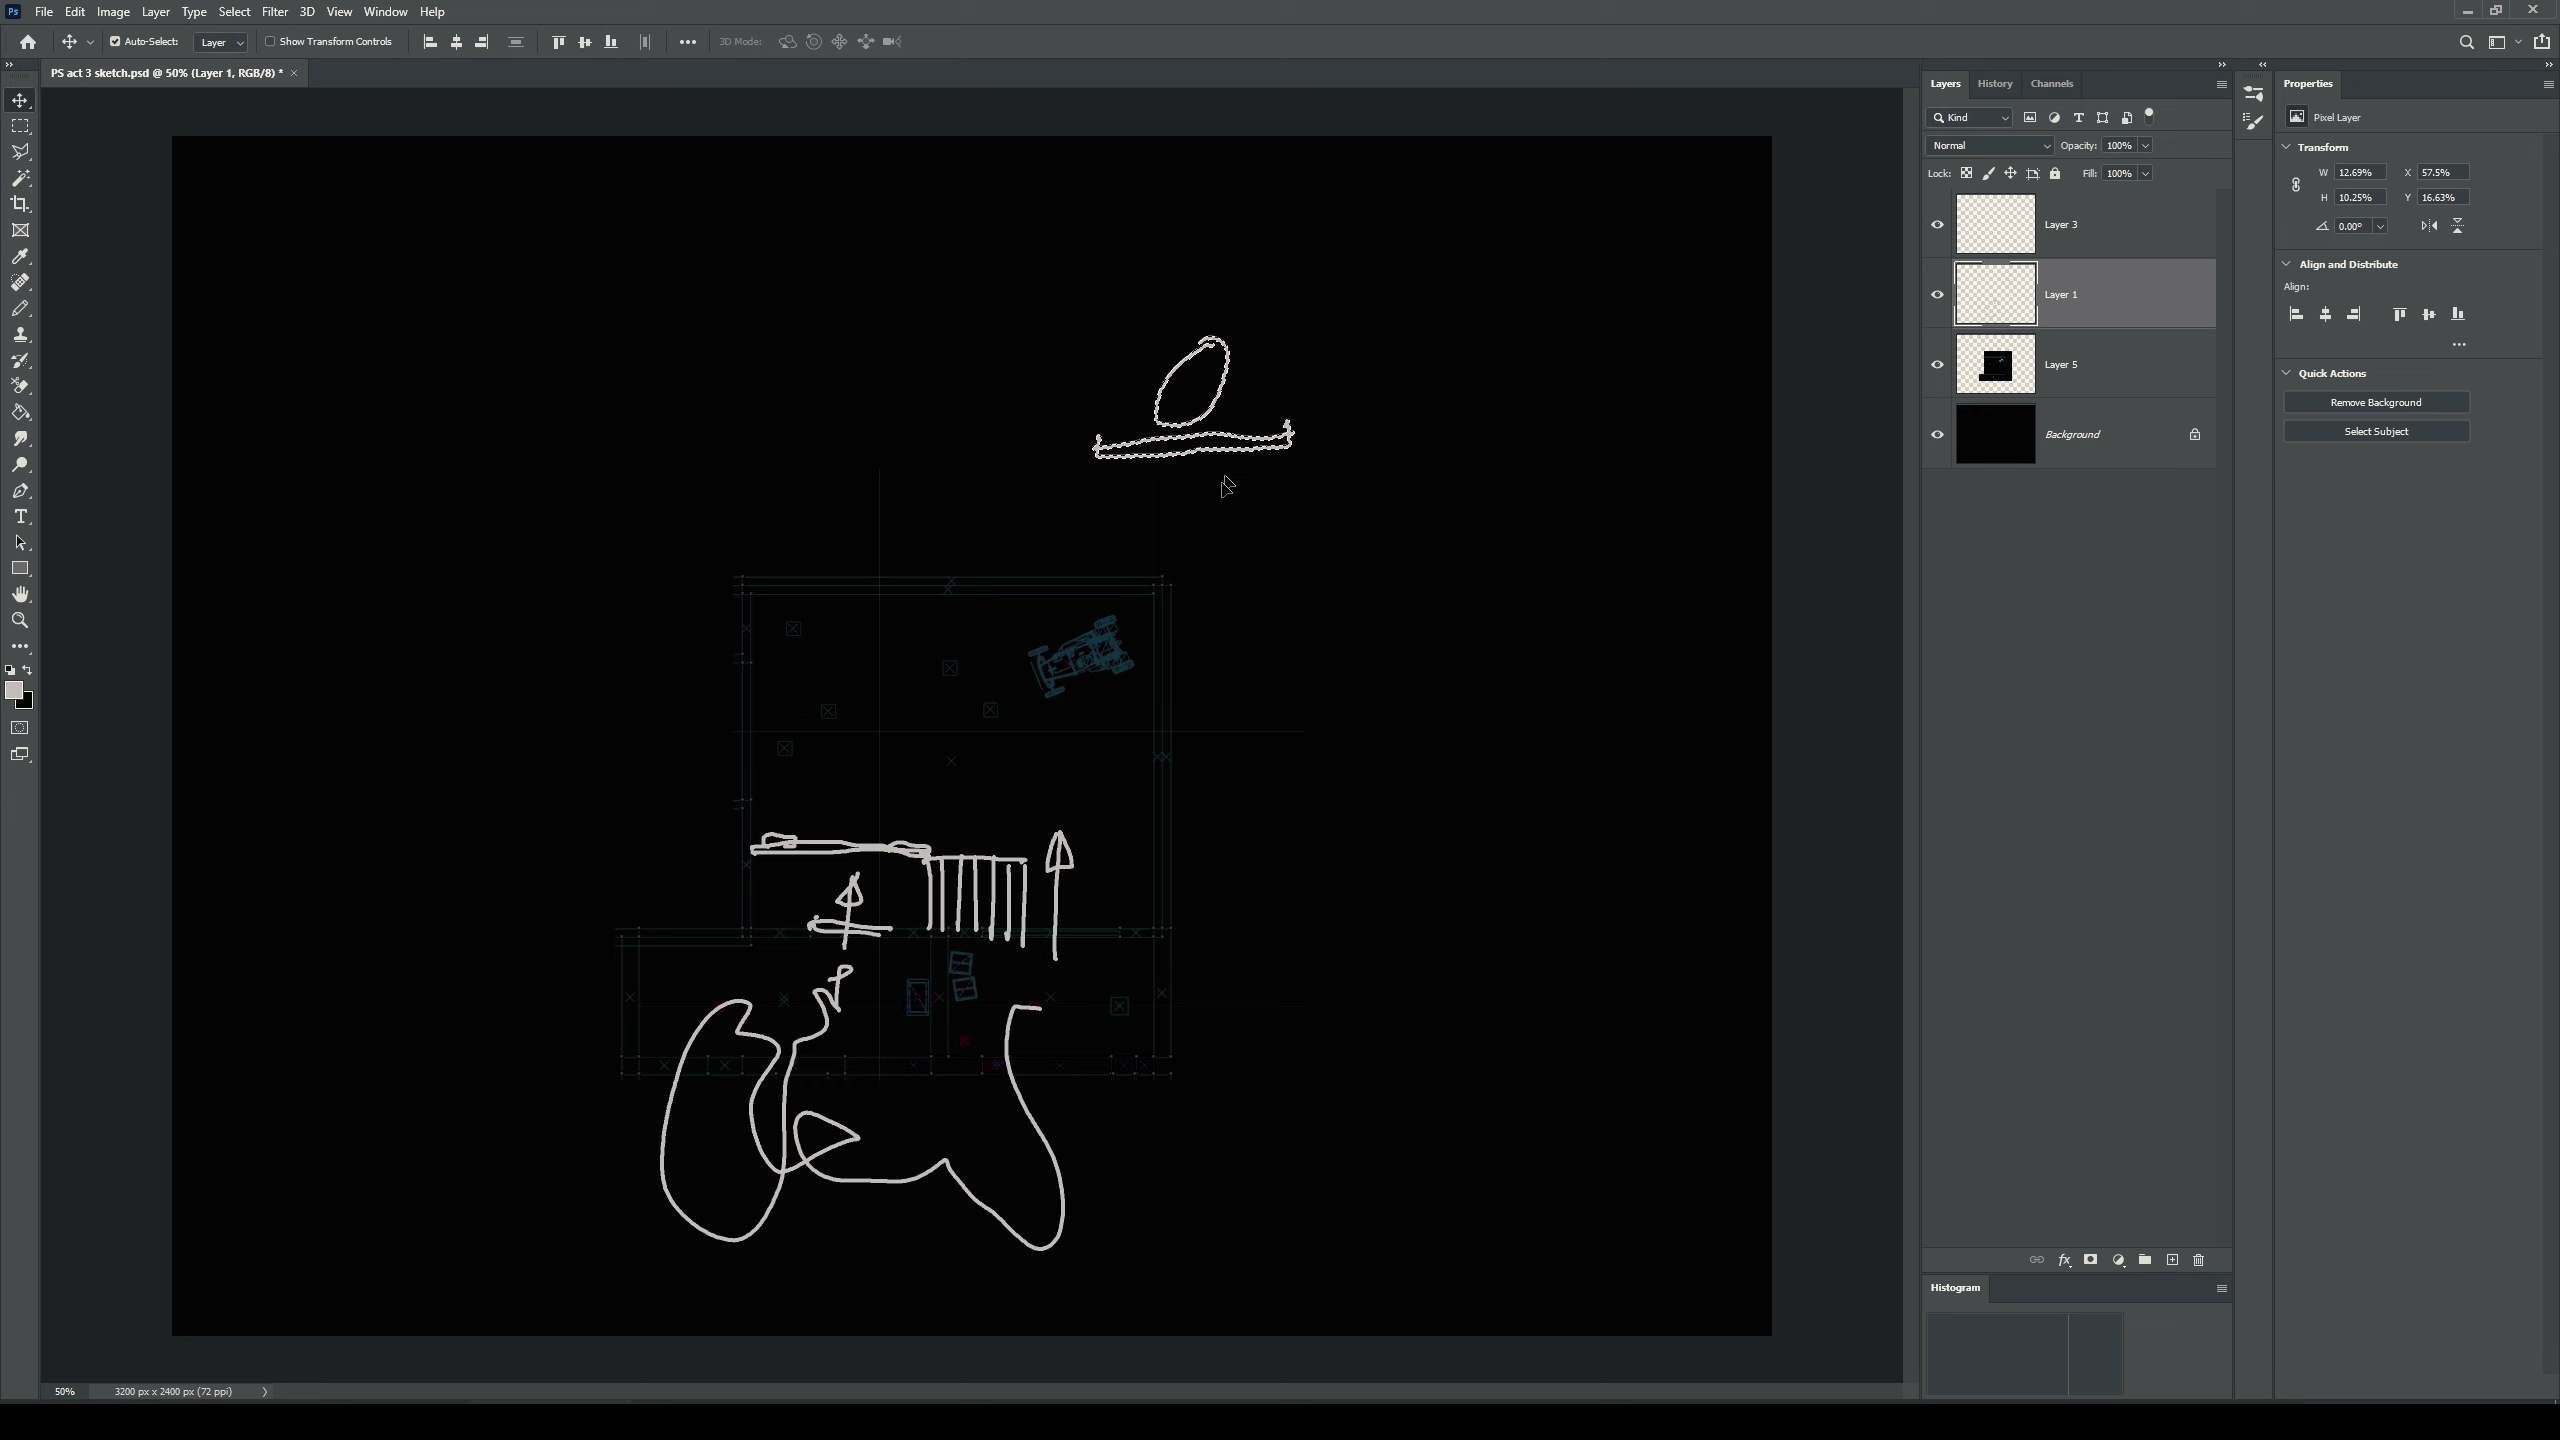 Ps File Edit Image Layer Type Select Filter 3D View Window Help
Auto-Select: Layer Show Transform Controls 3D Mode:
PS act 3 sketch.psd @ 50% (Layer 1, RGB/8) *
Layers History Channels
Kind
Normal Opacity: 100%
Lock: Fill: 100%
Layer 3
Layer 1
Layer 5
Background
Histogram
Properties
Pixel Layer
Transform
W 12.69% X 57.5%
H 10.25% Y 16.63%
0.00°
Align and Distribute
Align:
Quick Actions
Remove Background
Select Subject
50% 3200 px x 2400 px (72 ppi)